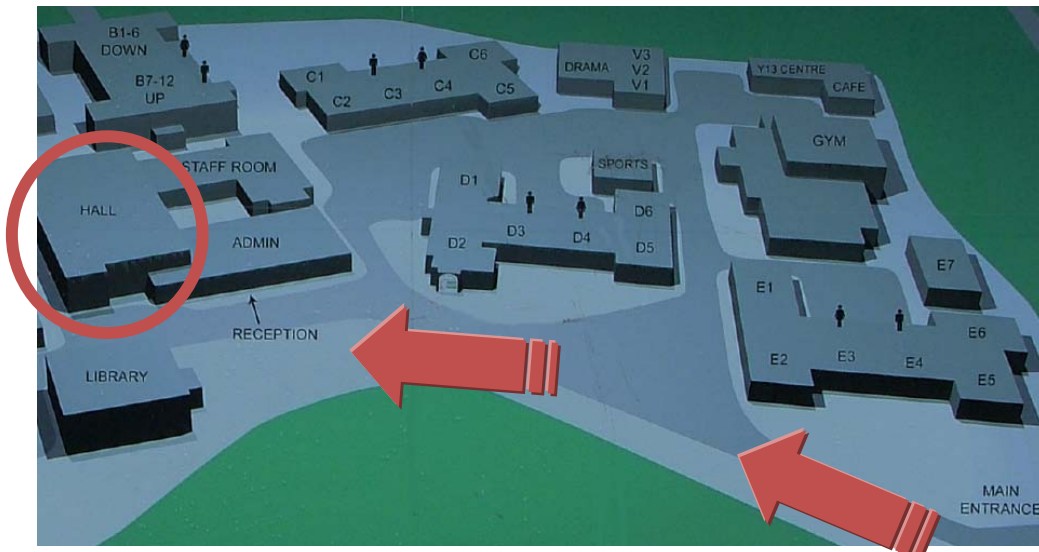 B1-6
DOWN
B7-12
UP
C1
C2
C3
C4
C6
C5
DRAMA
V3
V2
V1
Y13 CENTRE
CAFE
GYM
STAFF ROOM
HALL
ADMIN
RECEPTION
LIBRARY
D1
D2
D3
D4
SPORTS
D6
D5
E7
E1
E2
E3
E4
E6
E5
MAIN
ENTRANCE